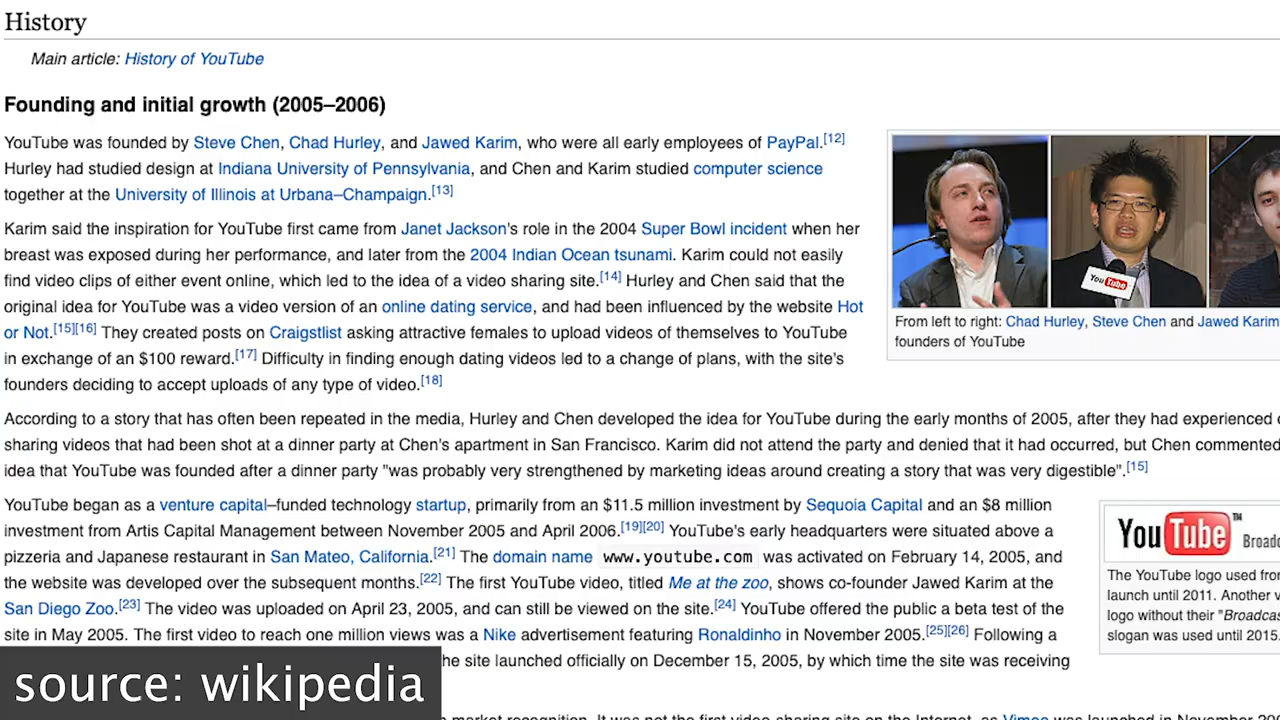 History
Main article: History of YouTube
Founding and initial growth (2005–2006)
YouTube was founded by Steve Chen, Chad Hurley, and Jawed Karim, who were all early employees of PayPal.[12]
Hurley had studied design at Indiana University of Pennsylvania, and Chen and Karim studied computer science
together at the University of Illinois at Urbana–Champaign.[13]
Karim said the inspiration for YouTube first came from Janet Jackson's role in the 2004 Super Bowl incident when her
breast was exposed during her performance, and later from the 2004 Indian Ocean tsunami. Karim could not easily
find video clips of either event online, which led to the idea of a video sharing site.[14] Hurley and Chen said that the
original idea for YouTube was a video version of an online dating service, and had been influenced by the website Hot
or Not.[15][16] They created posts on Craigstlist asking attractive females to upload videos of themselves to YouTube
in exchange of an $100 reward.[17] Difficulty in finding enough dating videos led to a change of plans, with the site's
founders deciding to accept uploads of any type of video.[18]
YouTube
From left to right: Chad Hurley, Steve Chen and Jawed Karim
founders of YouTube
According to a story that has often been repeated in the media, Hurley and Chen developed the idea for YouTube during the early months of 2005, after they had experienced
sharing videos that had been shot at a dinner party at Chen's apartment in San Francisco. Karim did not attend the party and denied that it had occurred, but Chen commented
idea that YouTube was founded after a dinner party "was probably very strengthened by marketing ideas around creating a story that was very digestible".[15]
YouTube began as a venture capital–funded technology startup, primarily from an $11.5 million investment by Sequoia Capital and an $8 million
investment from Artis Capital Management between November 2005 and April 2006.[19][20] YouTube's early headquarters were situated above a
pizzeria and Japanese restaurant in San Mateo, California.[21] The domain name www.youtube.com was activated on February 14, 2005, and
the website was developed over the subsequent months.[22] The first YouTube video, titled Me at the zoo, shows co-founder Jawed Karim at the
San Diego Zoo.[23] The video was uploaded on April 23, 2005, and can still be viewed on the site.[24] YouTube offered the public a beta test of the
site in May 2005. The first video to reach one million views was a Nike advertisement featuring Ronaldinho in November 2005.[25][26] Following a
he site launched officially on December 15, 2005, by which time the site was receiving
YouTube™ Broadc
The YouTube logo used from
launch until 2011. Another v
logo without their "Broadcas
slogan was used until 2015.
source: wikipedia
market recognition. It was not the first video-sharing site on the Internet, as Vimeo was launched in November